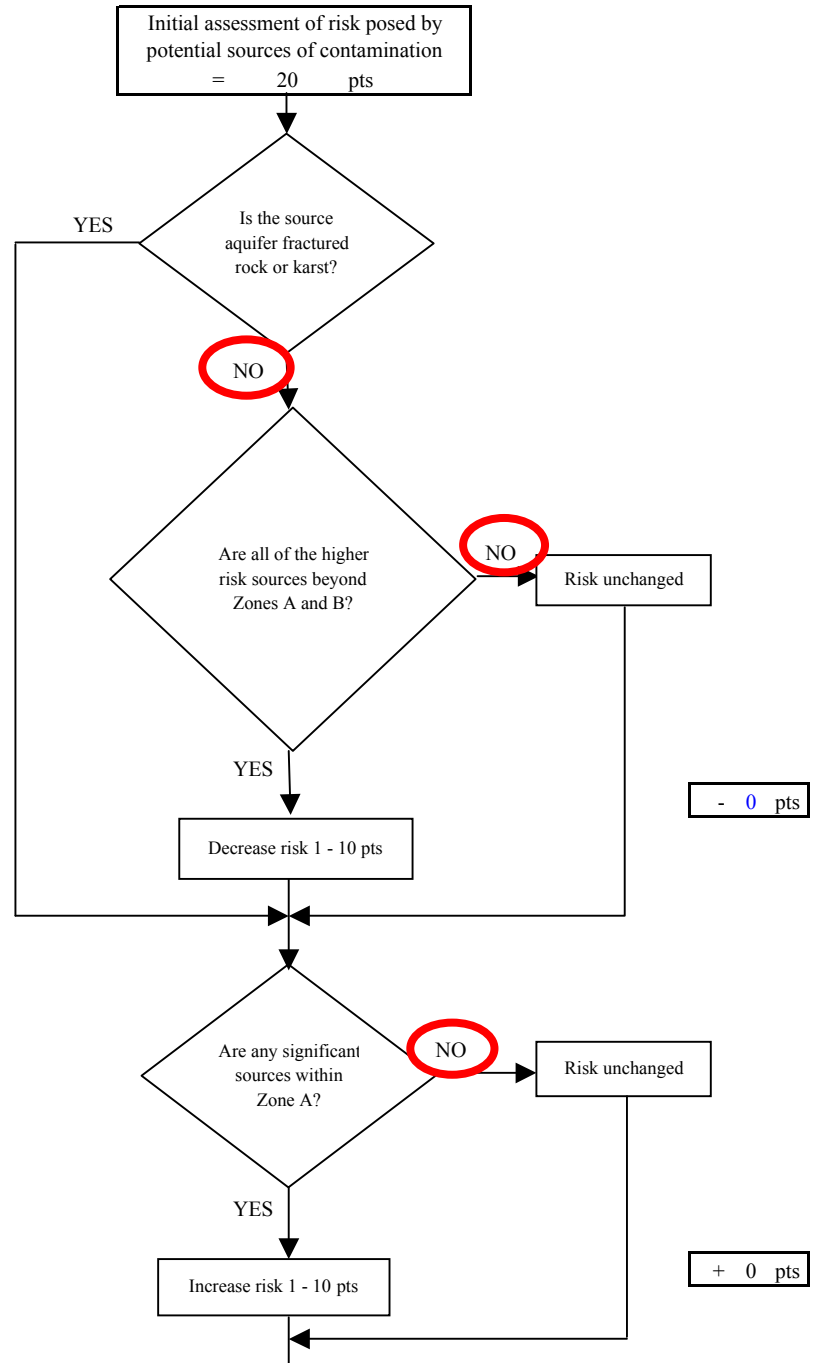 Initial assessment of risk posed by
potential sources of contamination
= 20 pts
YES
Is the source
aquifer fractured
rock or karst?
NO
Are all of the higher
risk sources beyond
Zones A and B?
NO
Risk unchanged
YES
- 0 pts
Decrease risk 1 - 10 pts
Are any significant
sources within
Zone A?
NO
Risk unchanged
YES
+ 0 pts
Increase risk 1 - 10 pts